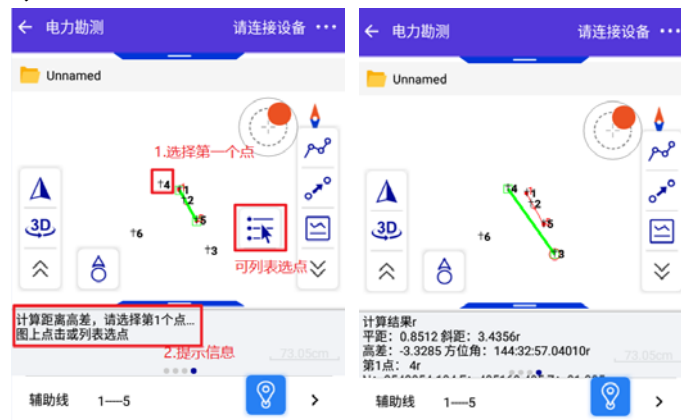 电力勘测
请连接设备
Unnamed
1.选择第一个点
4
1
2
5
6
3
3D
可列表选点
计算距离高差，请选择第1个点...
图上点击或列表选点
2.提示信息
73.05cm
辅助线 1—5
电力勘测
请连接设备
Unnamed
4
1
2
5
6
3
3D
计算结果r
平距：0.8512 斜距：3.4356r
高差：-3.3285 方位角：144:32:57.04010r
第1点：4r
73.05cm
辅助线 1—5